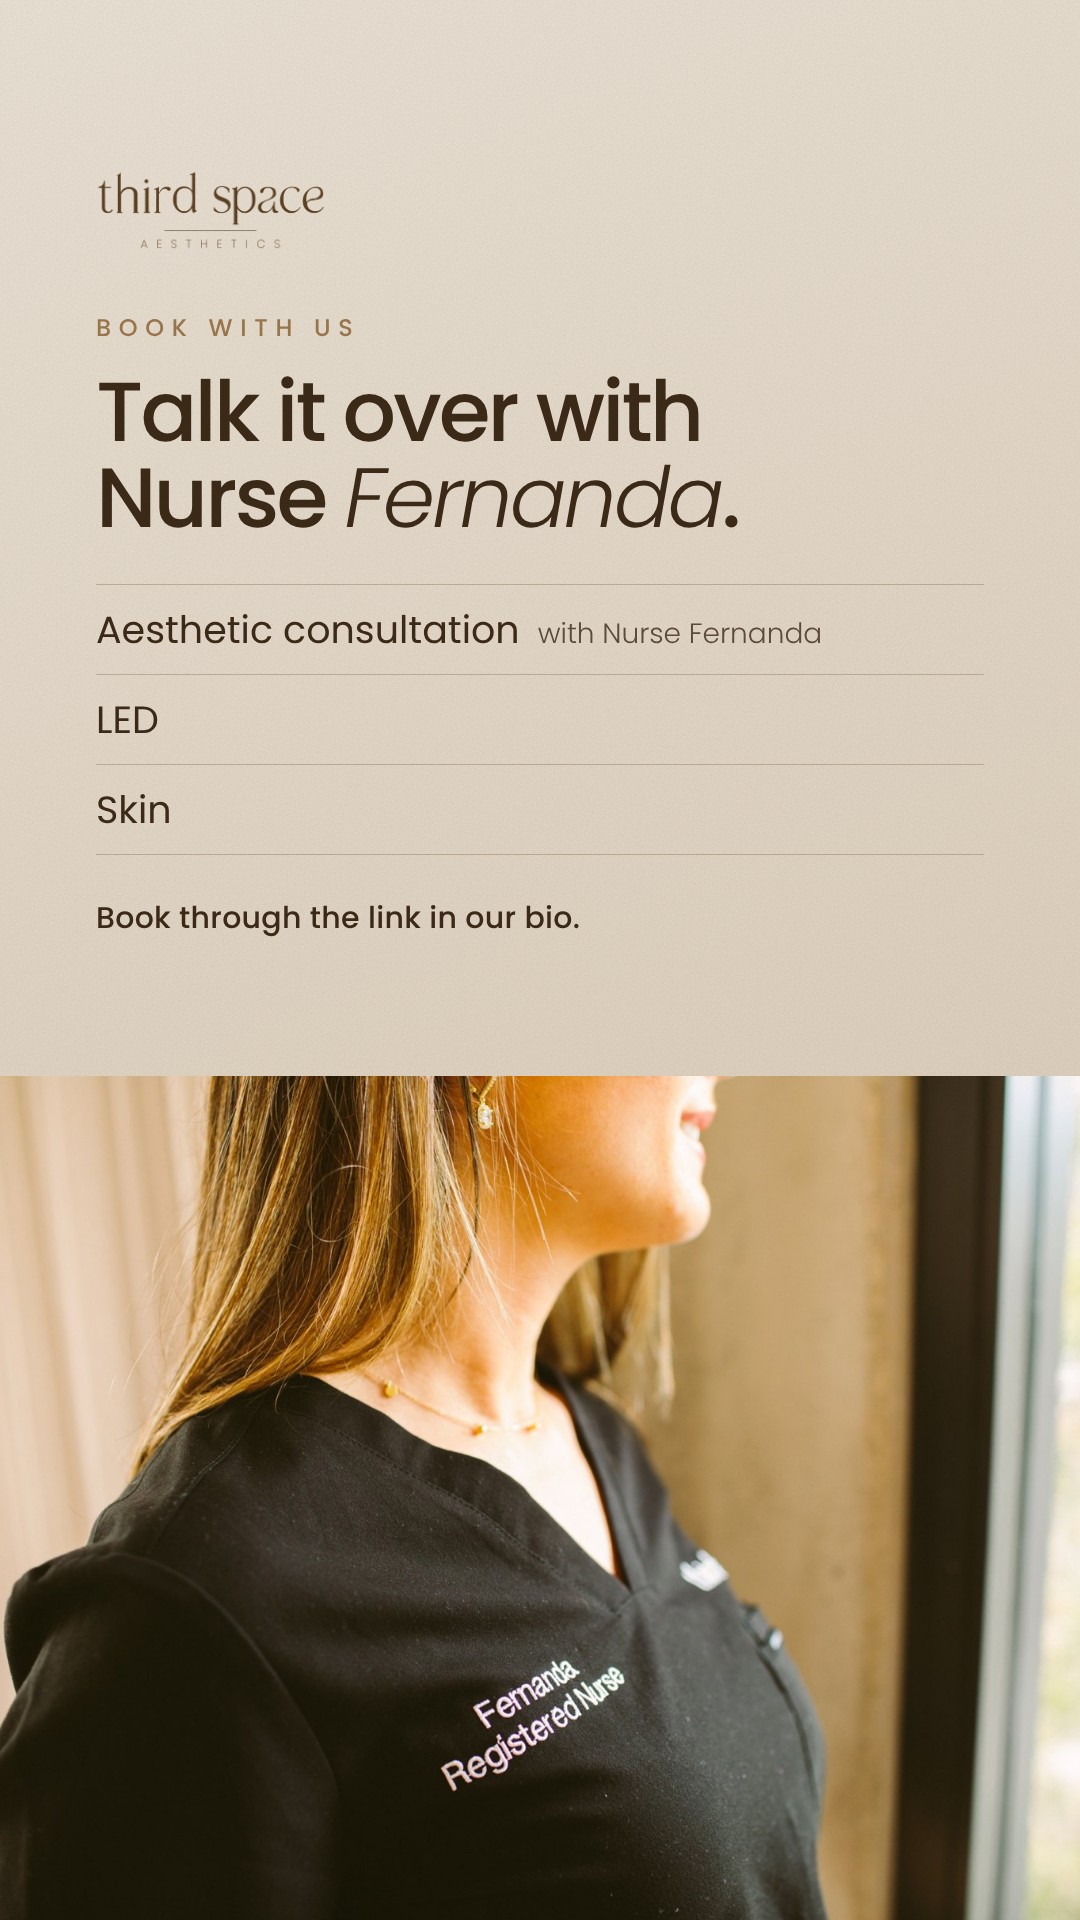 third space
AESTHETICS
BOOK WITH US
Talk it over with
Nurse Fernanda.
Aesthetic consultation with Nurse Fernanda
LED
Skin
Book through the link in our bio.
Fernanda
Registered Nurse